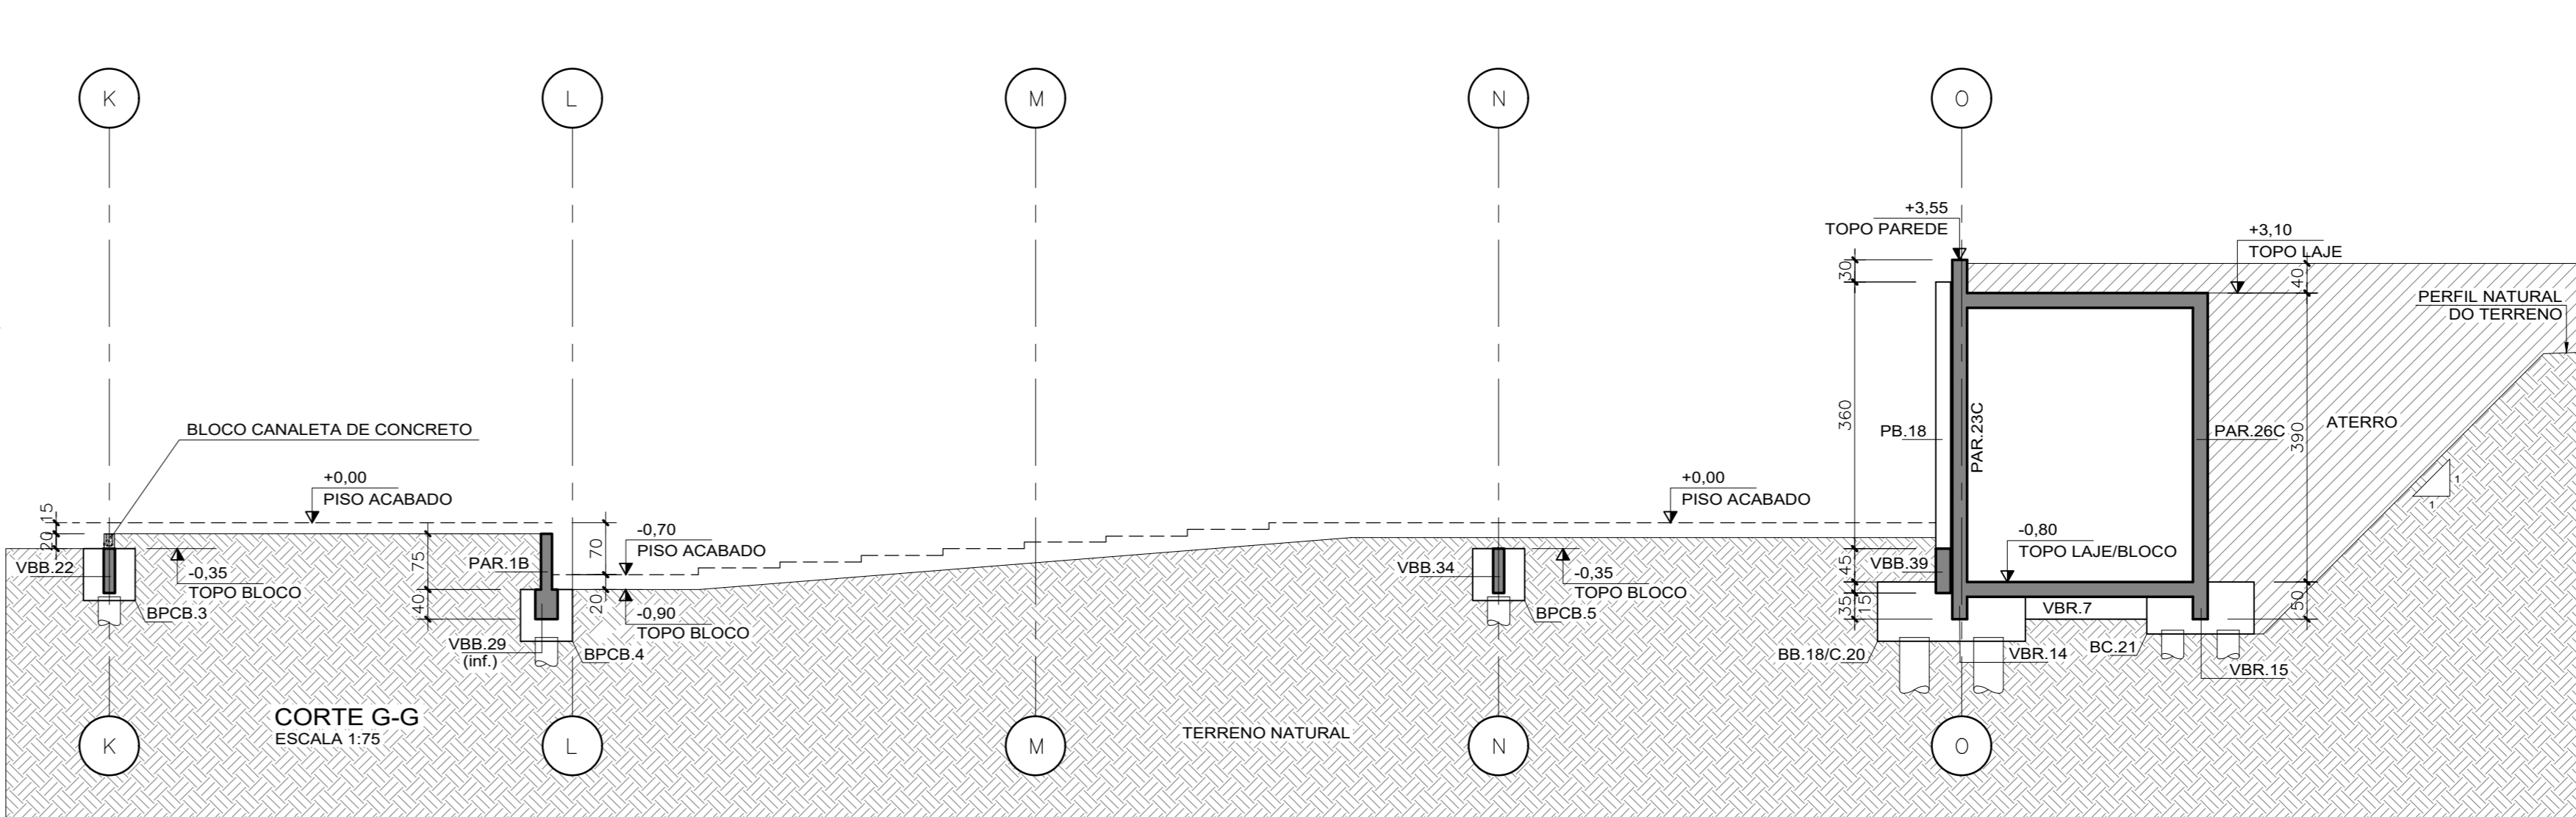 K
L
M
N
O
+3,55
TOPO PAREDE
+3,10
TOPO LAJE
30
40
PERFIL NATURAL
DO TERRENO
360
PB.18
PAR.23C
PAR.26C
390
ATERRO
1
1
BLOCO CANALETA DE CONCRETO
+0,00
PISO ACABADO
+0,00
PISO ACABADO
15
20
75
40
70
20
-0,70
PISO ACABADO
PAR.1B
VBB.22
-0,35
TOPO BLOCO
BPCB.3
-0,90
TOPO BLOCO
VBB.29
(inf.)
BPCB.4
VBB.34
-0,35
TOPO BLOCO
BPCB.5
45
35
15
VBB.39
-0,80
TOPO LAJE/BLOCO
VBR.7
50
BB.18/C.20
VBR.14
BC.21
VBR.15
CORTE G-G
ESCALA 1:75
TERRENO NATURAL
K
L
M
N
O